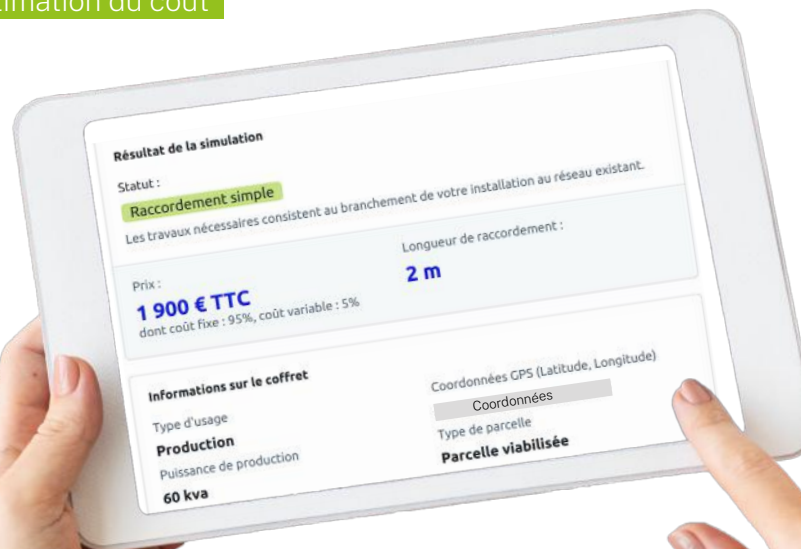 timation du coût
Résultat de la simulation
Statut :
Raccordement simple
Les travaux nécessaires consistent au branchement de votre installation au réseau existant.
Prix :
1 900 € TTC
dont coût fixe : 95%, coût variable : 5%
Longueur de raccordement :
2 m
Informations sur le coffret
Type d'usage
Production
Puissance de production
60 kva
Coordonnées GPS (Latitude, Longitude)
Coordonnées
Type de parcelle
Parcelle viabilisée